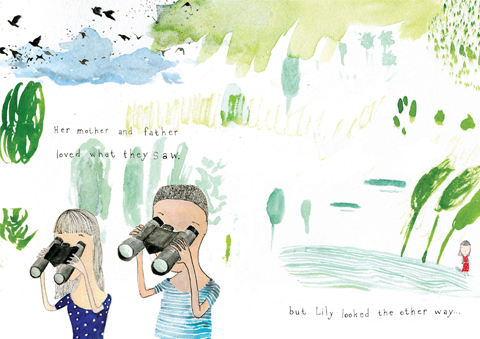 Her mother and father
loved what they saw,
but Lily looked the other way...